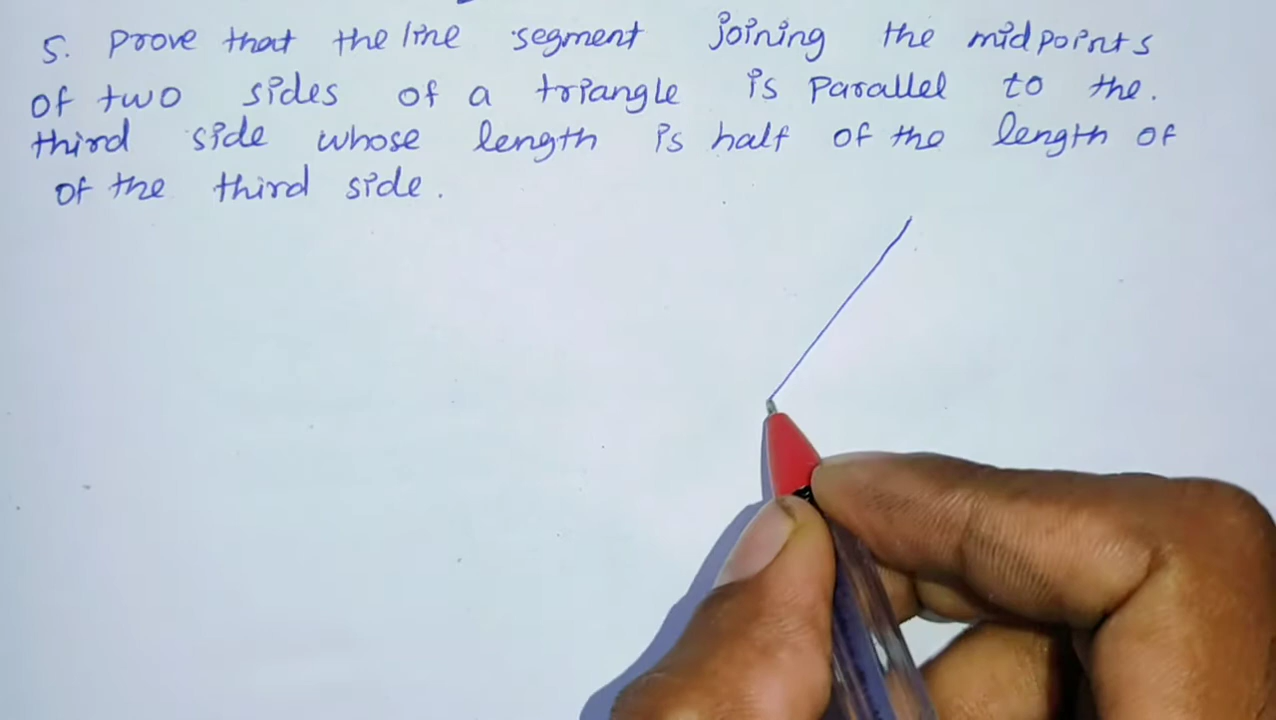 5. Prove that the line segment joining the midpoints
of two sides of a triangle is parallel to the.
third side whose length is half of the length of
of the third side.